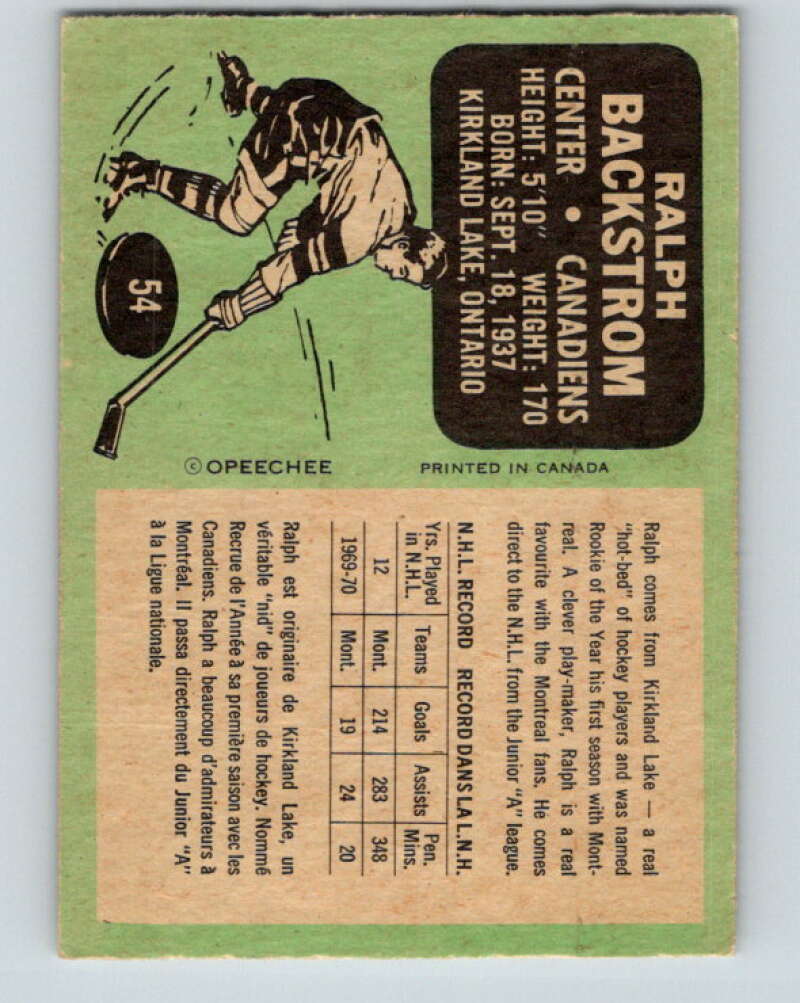 RALPH
BACKSTROM
CENTER • CANADIENS
HEIGHT: 5'10" WEIGHT: 170
BORN: SEPT. 18, 1937
KIRKLAND LAKE, ONTARIO
54
© OPEECHEE
PRINTED IN CANADA
Ralph comes from Kirkland Lake — a real
"hot-bed" of hockey players and was named
Rookie of the Year his first season with Mont-
real. A clever play-maker, Ralph is a real
favourite with the Montreal fans. He comes
direct to the N.H.L. from the Junior "A" league.
N.H.L. RECORD RECORD DANS LA L.N.H.
Yrs. Played in N.H.L. Teams Goals Assists Pen. Mins.
12 Mont. 214 283 348
1969-70 Mont. 19 24 20
Ralph est originaire de Kirkland Lake, un
véritable "nid" de joueurs de hockey. Nommé
Recrue de l'Année à sa première saison avec les
Canadiens. Ralph a beaucoup d'admirateurs à
Montréal. Il passa directement du Junior "A"
à la Ligue nationale.